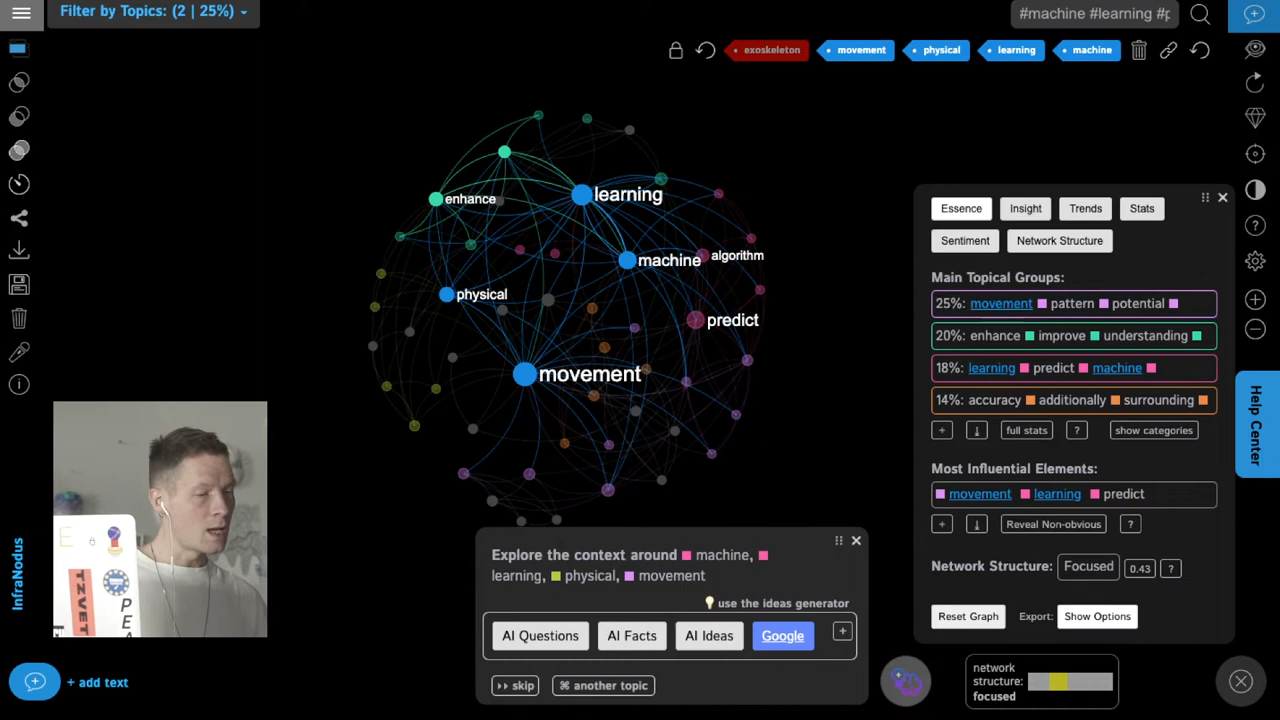 Filter by Topics: (2 | 25%)
#machine #learning #p
exoskeleton
movement
physical
learning
machine
enhance
learning
machine
algorithm
physical
predict
movement
Essence
Insight
Trends
Stats
Sentiment
Network Structure
Main Topical Groups:
25%: movement pattern potential
20%: enhance improve understanding
18%: learning predict machine
14%: accuracy additionally surrounding
+
full stats
?
show categories
Most Influential Elements:
movement learning predict
+
Reveal Non-obvious
?
Network Structure: Focused 0.43 ?
Reset Graph
Export:
Show Options
Help Center
Explore the context around machine,
learning, physical, movement
use the ideas generator
AI Questions
AI Facts
AI Ideas
Google
+
skip
⌘ another topic
network
structure:
focused
InfraNodus
+ add text
E
TZVET
P
E